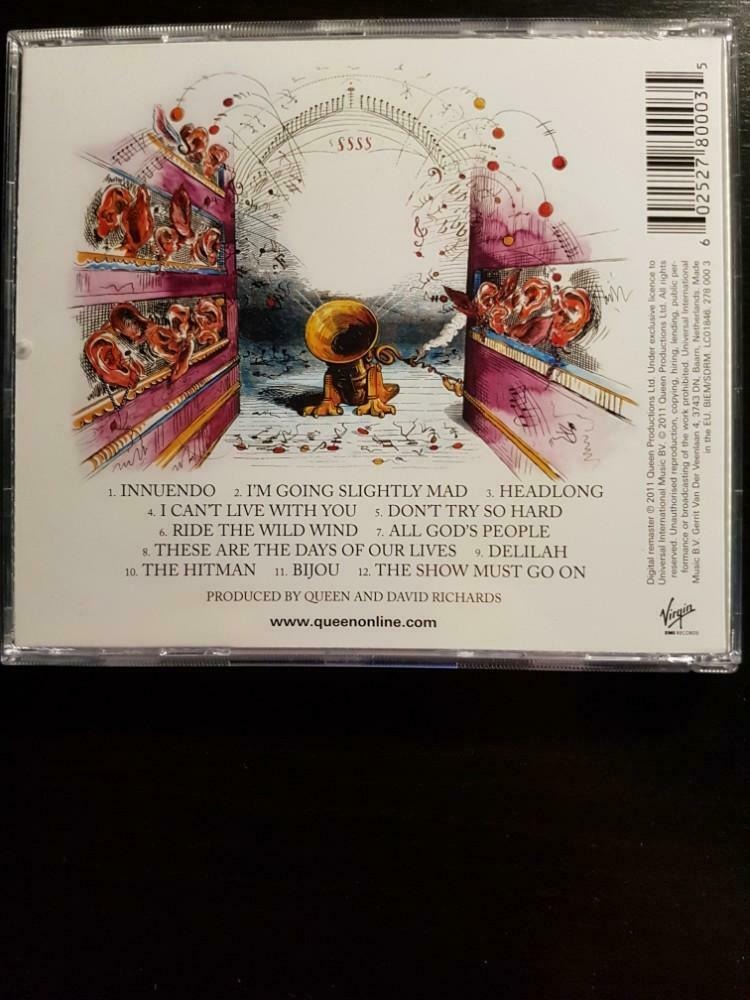 §§§§
1. INNUENDO 2. I'M GOING SLIGHTLY MAD 3. HEADLONG
4. I CAN'T LIVE WITH YOU 5. DON'T TRY SO HARD
6. RIDE THE WILD WIND 7. ALL GOD'S PEOPLE
8. THESE ARE THE DAYS OF OUR LIVES 9. DELILAH
10. THE HITMAN 11. BIJOU 12. THE SHOW MUST GO ON
PRODUCED BY QUEEN AND DAVID RICHARDS
www.queenonline.com
6 02527 80003 5
Digital remaster ℗ 2011 Queen Productions Ltd. Under exclusive licence to
Universal International Music BV. © 2011 Queen Productions Ltd. All rights
reserved. Unauthorised reproduction, copying, hiring, lending, public per-
formance or broadcasting of the work prohibited. Universal International
Music B.V. Gerrit Van Der Veenlaan 4, 3743 DN, Baarn, Netherlands. Made
in the EU. BIEM/SDRM. LC01846. 278 000 3
Virgin
EMI RECORDS